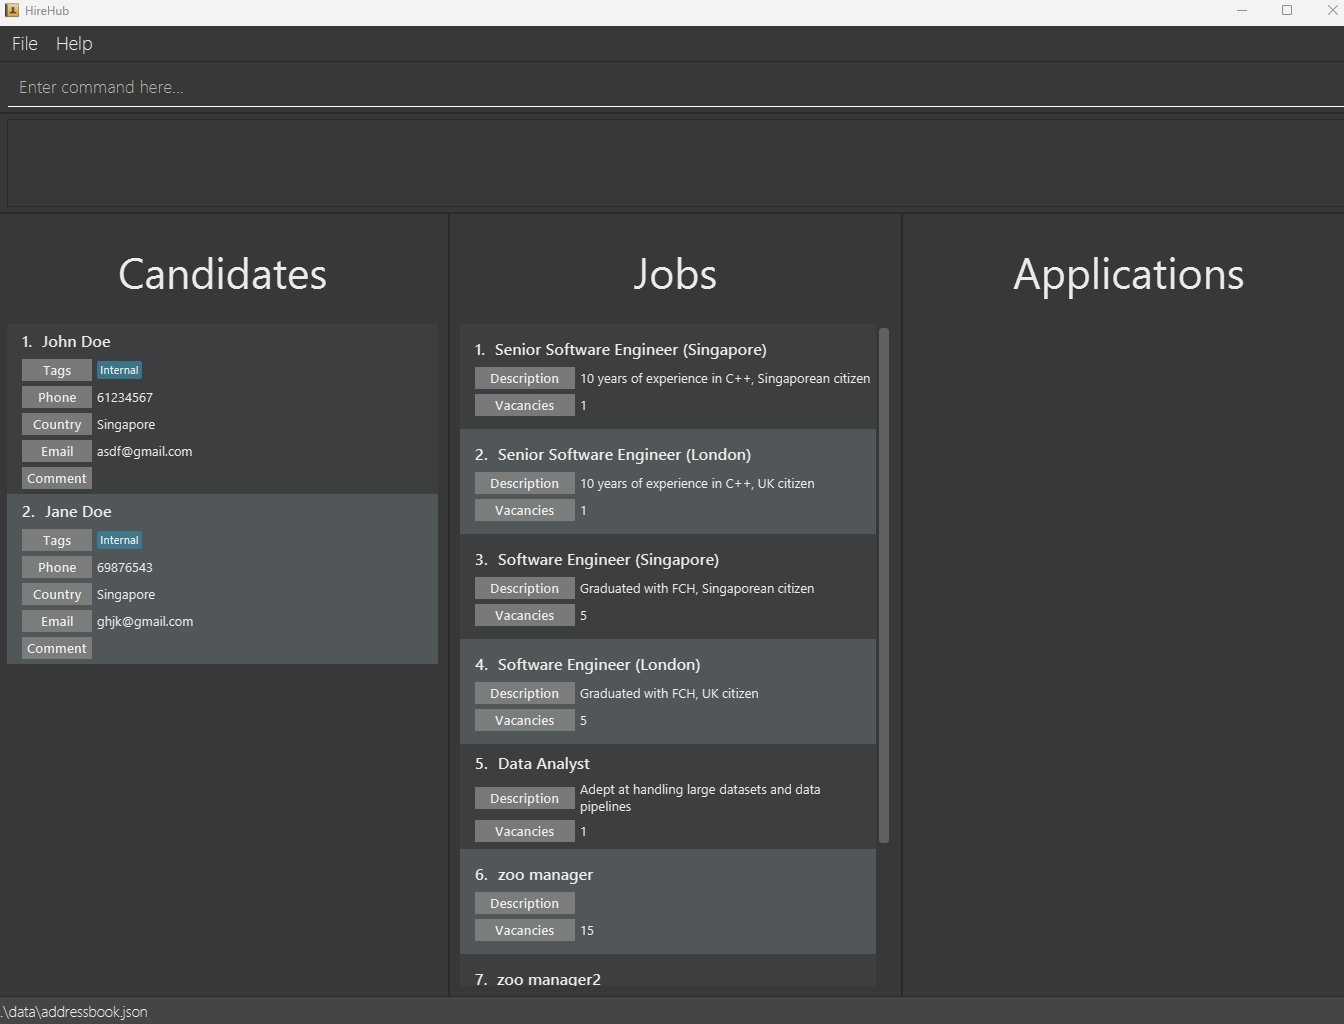 HireHub
File Help
Enter command here...
Candidates
1. John Doe
Tags Internal
Phone 61234567
Country Singapore
Email asdf@gmail.com
Comment
2. Jane Doe
Tags Internal
Phone 69876543
Country Singapore
Email ghjk@gmail.com
Comment
Jobs
1. Senior Software Engineer (Singapore)
Description 10 years of experience in C++, Singaporean citizen
Vacancies 1
2. Senior Software Engineer (London)
Description 10 years of experience in C++, UK citizen
Vacancies 1
3. Software Engineer (Singapore)
Description Graduated with FCH, Singaporean citizen
Vacancies 5
4. Software Engineer (London)
Description Graduated with FCH, UK citizen
Vacancies 5
5. Data Analyst
Description Adept at handling large datasets and data
pipelines
Vacancies 1
6. zoo manager
Description
Vacancies 15
7. zoo manager2
Applications
.\data\addressbook.json